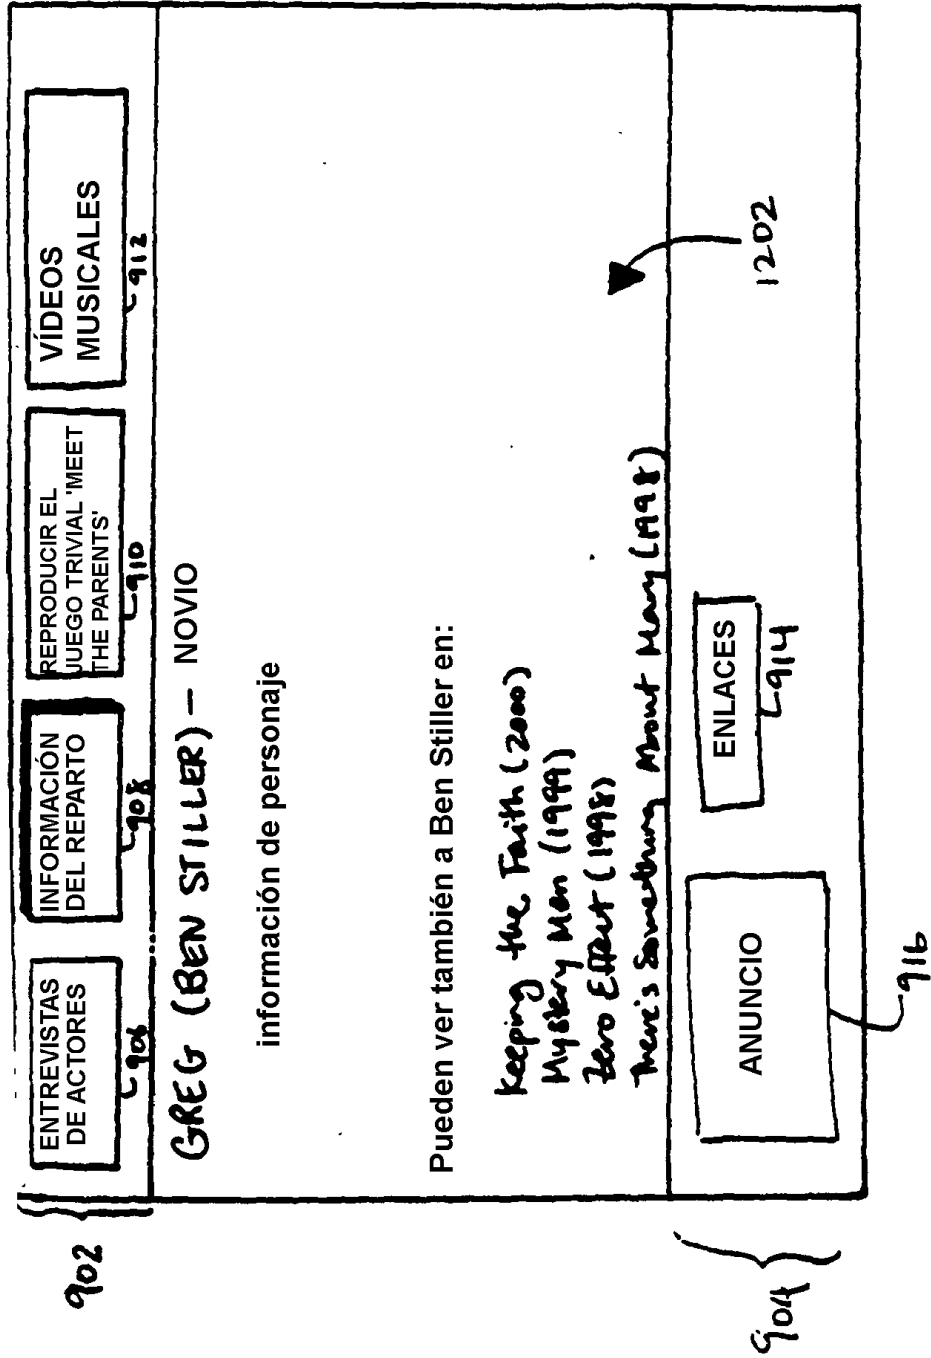 902
ENTREVISTAS
DE ACTORES
906
INFORMACIÓN
DEL REPARTO
908
REPRODUCIR EL
JUEGO TRIVIAL 'MEET
THE PARENTS'
910
VÍDEOS
MUSICALES
912
GREG (BEN STILLER) — NOVIO
información de personaje
Pueden ver también a Ben Stiller en:
Keeping the Faith (2000)
Mystery Men (1999)
Zero Effect (1998)
There's Something About Mary (1998)
1202
904
ANUNCIO
916
ENLACES
914